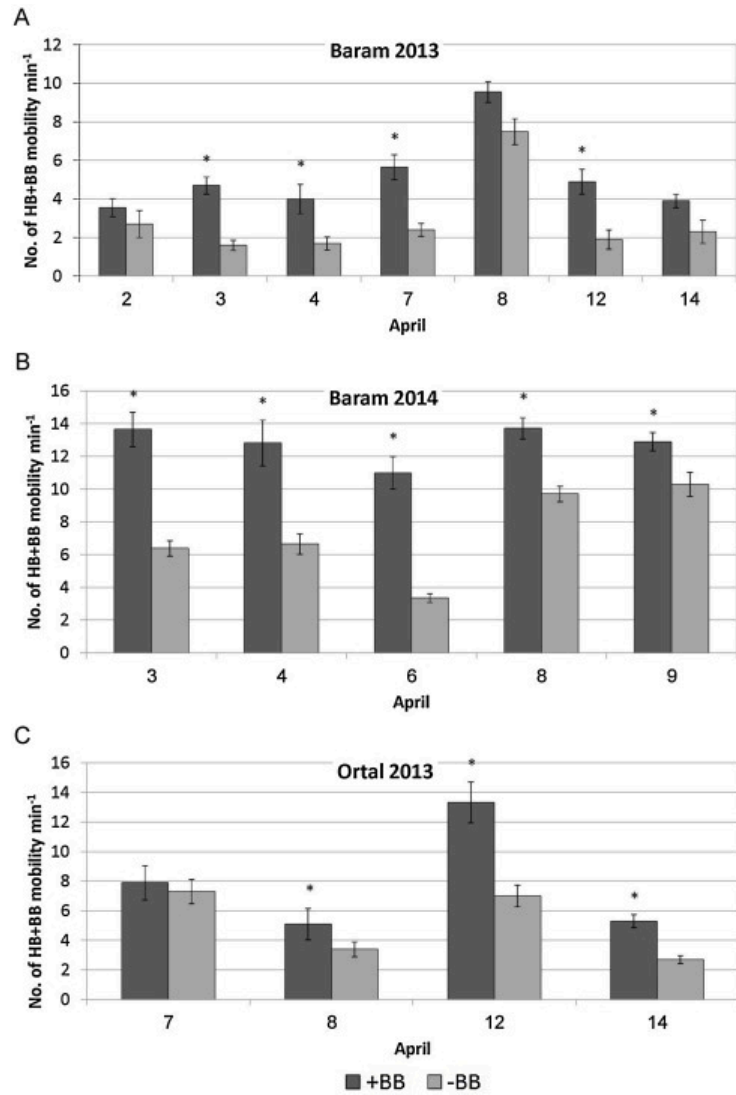 A
Baram 2013
No. of HB+BB mobility min⁻¹
12
10
8
6
4
2
0
* * * *
2 3 4 7 8 12 14
April
B
Baram 2014
No. of HB+BB mobility min⁻¹
16
14
12
10
8
6
4
2
0
* * * * *
3 4 6 8 9
April
C
Ortal 2013
No. of HB+BB mobility min⁻¹
16
14
12
10
8
6
4
2
0
* * *
7 8 12 14
April
+BB -BB